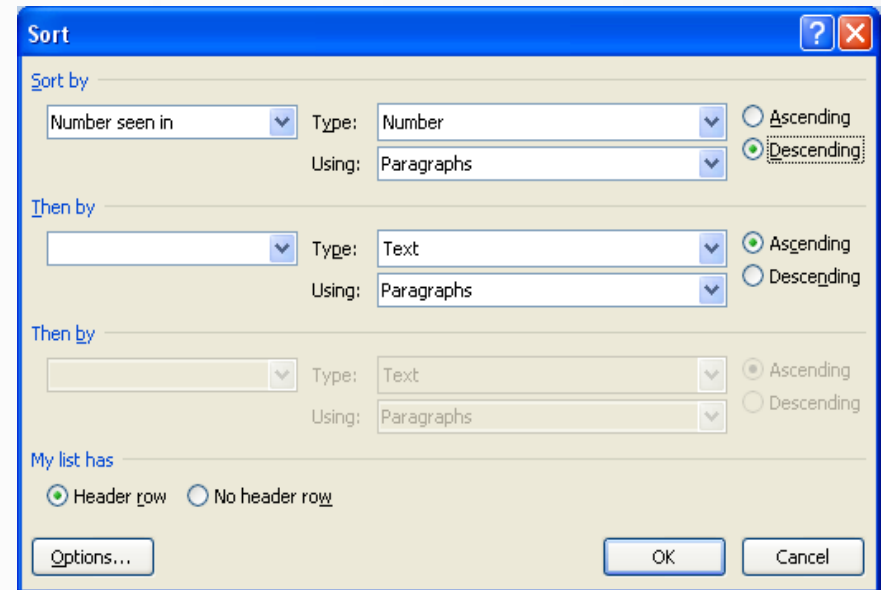 Sort
Sort by
Number seen in Type: Number Ascending
Using: Paragraphs Descending
Then by
Type: Text Ascending
Using: Paragraphs Descending
Then by
Type: Text Ascending
Using: Paragraphs Descending
My list has
Header row No header row
Options... OK Cancel